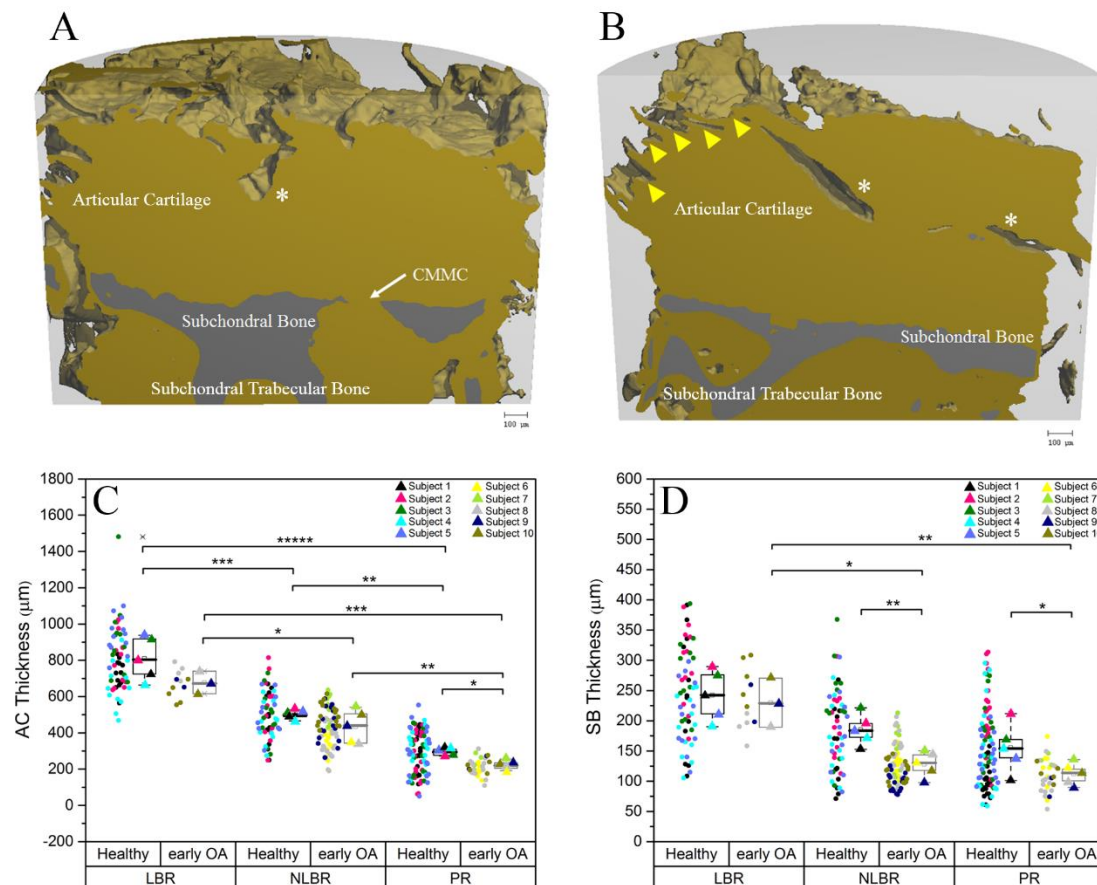 A
*
Articular Cartilage
CMMC
Subchondral Bone
Subchondral Trabecular Bone
100 µm
B
*
*
Articular Cartilage
Subchondral Bone
Subchondral Trabecular Bone
100 µm
C
AC Thickness (µm)
1800
1600
1400
1200
1000
800
600
400
200
0
-200
Subject 1
Subject 2
Subject 3
Subject 4
Subject 5
Subject 6
Subject 7
Subject 8
Subject 9
Subject 10
*****
***
**
***
*
**
*
Healthy early OA Healthy early OA Healthy early OA
LBR NLBR PR
D
SB Thickness (µm)
600
550
500
450
400
350
300
250
200
150
100
50
0
Subject 1
Subject 2
Subject 3
Subject 4
Subject 5
Subject 6
Subject 7
Subject 8
Subject 9
Subject 10
**
*
**
*
Healthy early OA Healthy early OA Healthy early OA
LBR NLBR PR